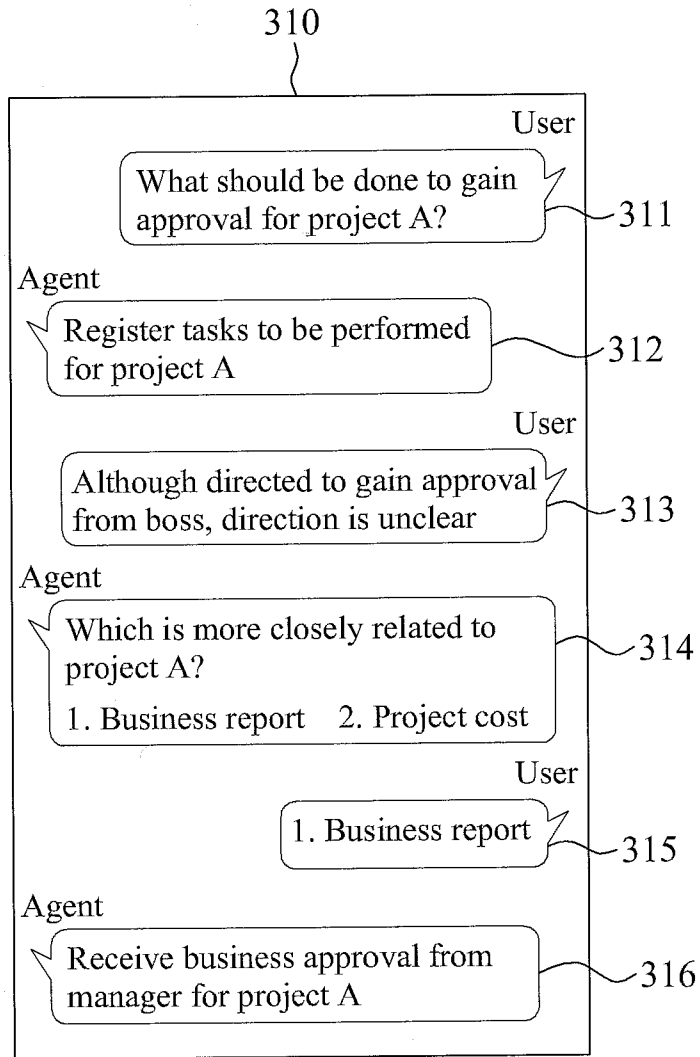 310
User
What should be done to gain
approval for project A?
311
Agent
Register tasks to be performed
for project A
312
User
Although directed to gain approval
from boss, direction is unclear
313
Agent
Which is more closely related to
project A?
1. Business report 2. Project cost
314
User
1. Business report
315
Agent
Receive business approval from
manager for project A
316